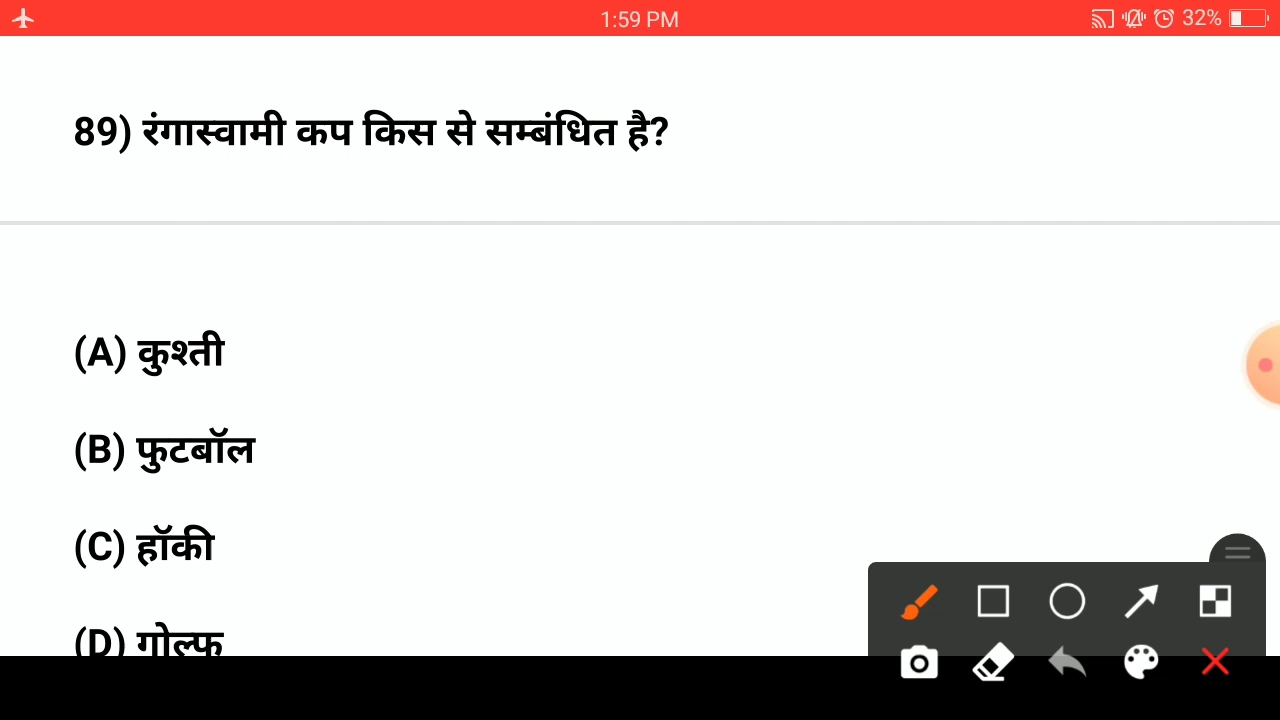 1:59 PM
32%
89) रंगास्वामी कप किस से सम्बंधित है?
(A) कुश्ती
(B) फुटबॉल
(C) हॉकी
(D) गोल्फ